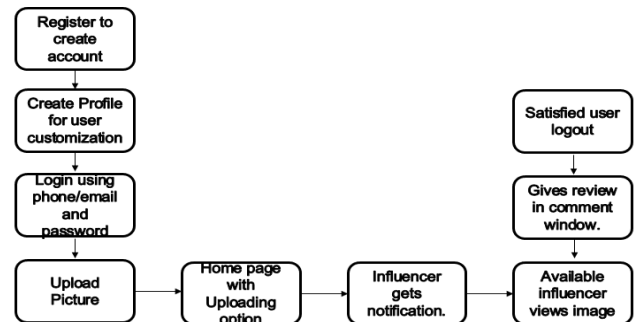 Register to
create
account
Create Profile
for user
customization
Login using
phone/email
and
password
Upload
Picture
Home page
with
Uploading
option
Influencer
gets
notification.
Available
influencer
views image
Gives review
in comment
window.
Satisfied user
logout